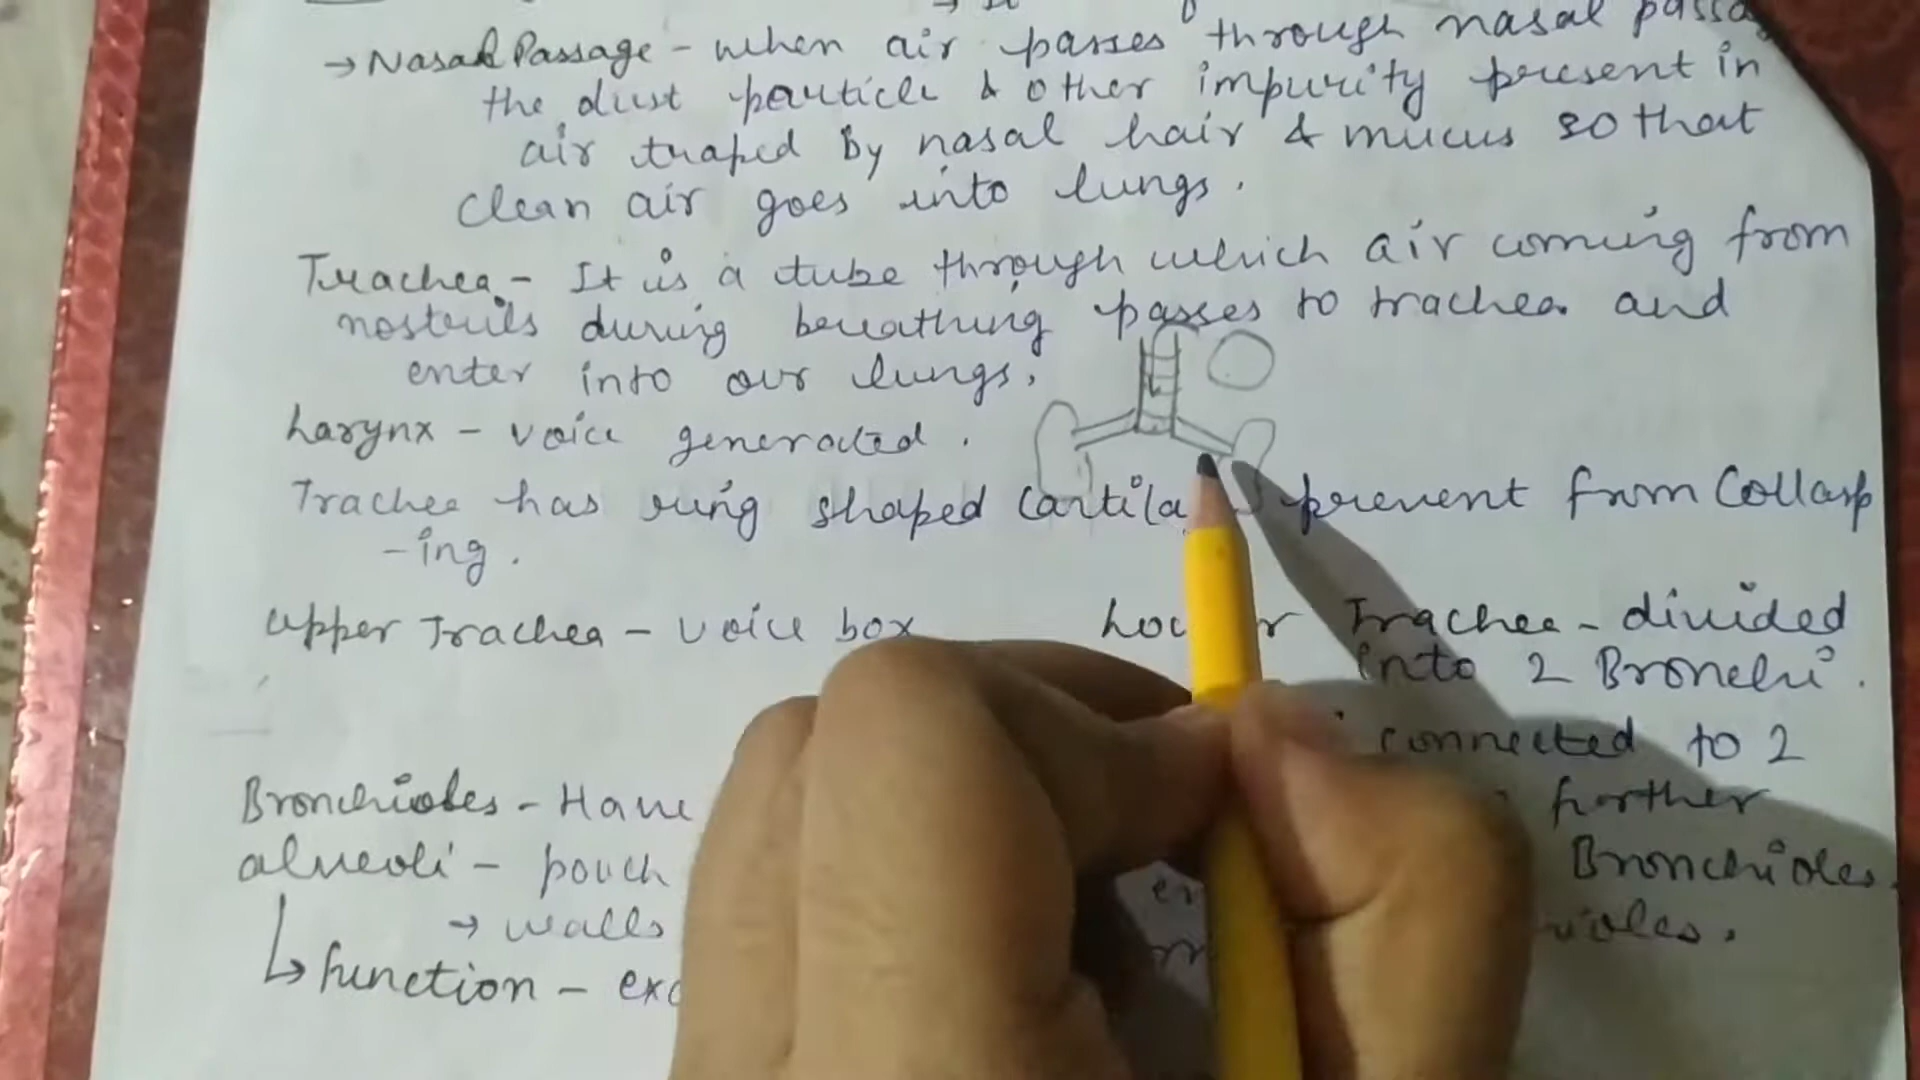 → Nasal Passage - when air passes through nasal
the dust particle & other impurity present in
air traped by nasal hair & mucus so that
clean air goes into lungs.
Trachea - It is a tube through which air coming from
nostrils during breathing passes to trachea and
enter into our lungs.
Larynx - voice generated.
Trachea has ring shaped prevent from Collasp
-ing.
upper Trachea - voice box
Trachea - divided
into 2 Bronchi.
connected to 2
further
Bronchioles - Have
alveoli - pouch
Bronchioles.
→ walls
↳ function -